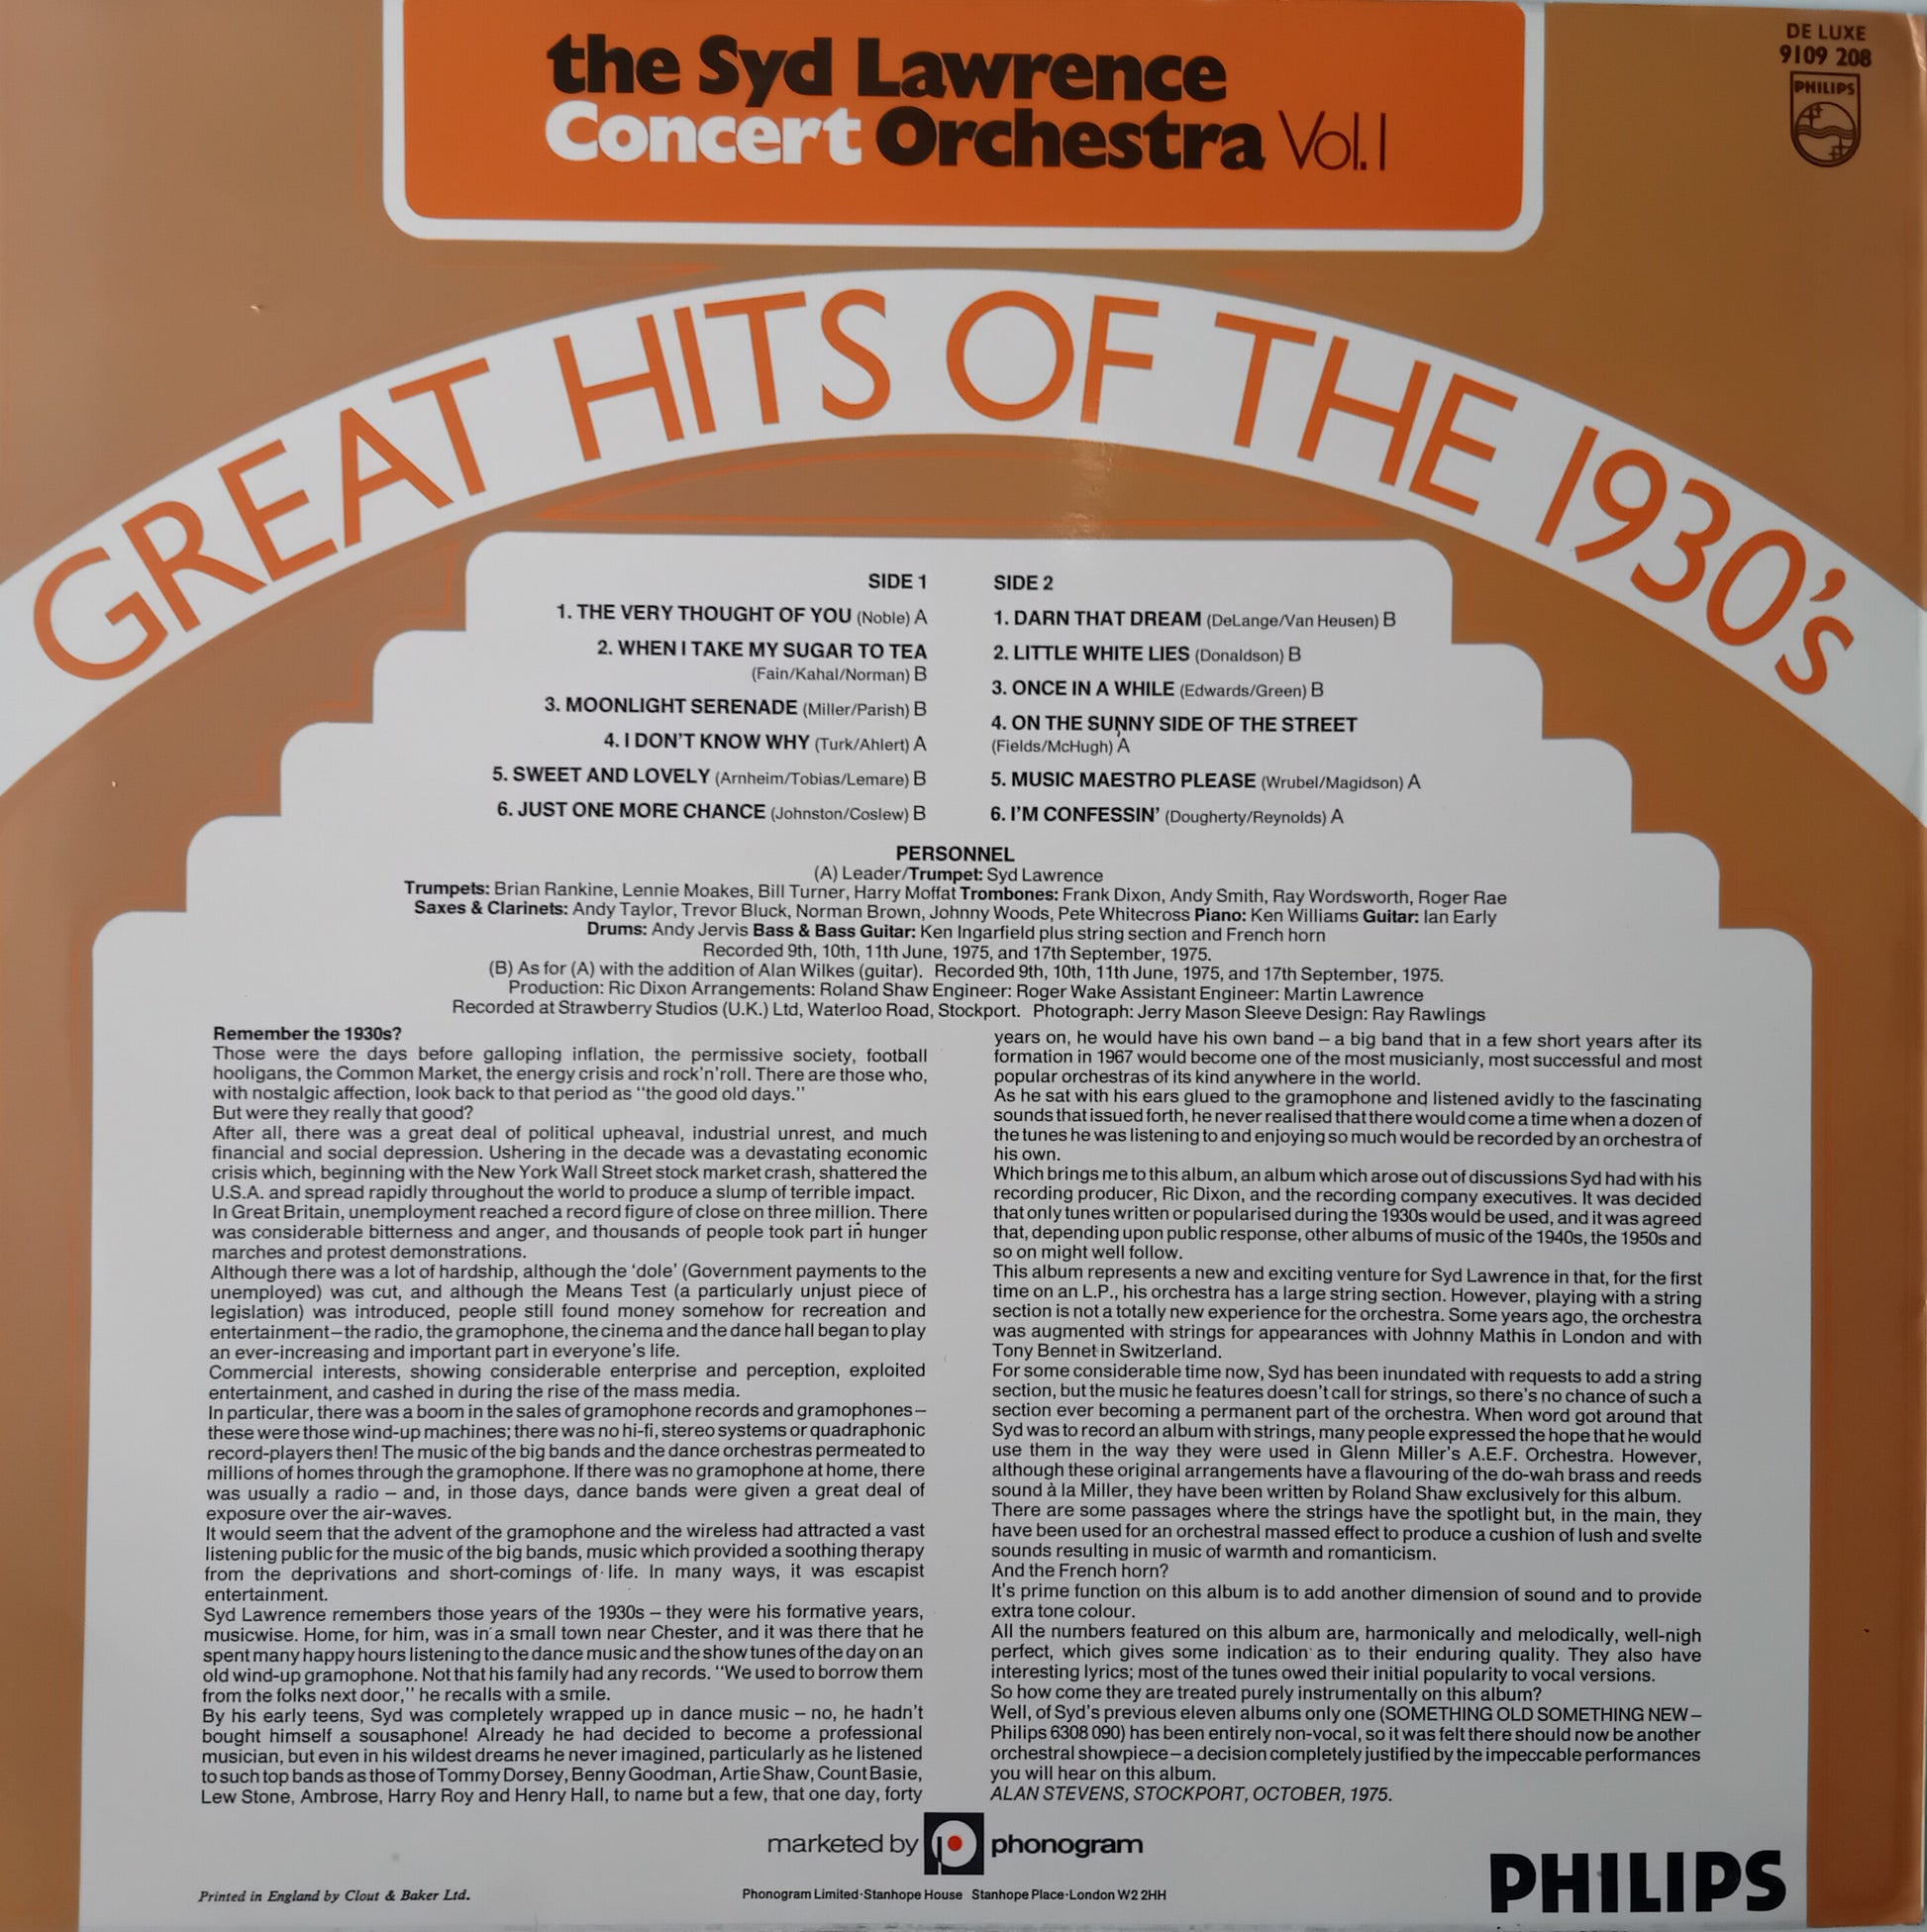 the Syd Lawrence
Concert Orchestra Vol.1
DE LUXE
9109 208
PHILIPS
GREAT HITS OF THE 1930's
SIDE 1
1. THE VERY THOUGHT OF YOU (Noble) A
2. WHEN I TAKE MY SUGAR TO TEA
(Fain/Kahal/Norman) B
3. MOONLIGHT SERENADE (Miller/Parish) B
4. I DON'T KNOW WHY (Turk/Ahlert) A
5. SWEET AND LOVELY (Arnheim/Tobias/Lemare) B
6. JUST ONE MORE CHANCE (Johnston/Coslew) B
SIDE 2
1. DARN THAT DREAM (DeLange/Van Heusen) B
2. LITTLE WHITE LIES (Donaldson) B
3. ONCE IN A WHILE (Edwards/Green) B
4. ON THE SUNNY SIDE OF THE STREET
(Fields/McHugh) A
5. MUSIC MAESTRO PLEASE (Wrubel/Magidson) A
6. I'M CONFESSIN' (Dougherty/Reynolds) A
PERSONNEL
(A) Leader/Trumpet: Syd Lawrence
Trumpets: Brian Rankine, Lennie Moakes, Bill Turner, Harry Moffat Trombones: Frank Dixon, Andy Smith, Ray Wordsworth, Roger Rae
Saxes & Clarinets: Andy Taylor, Trevor Bluck, Norman Brown, Johnny Woods, Pete Whitecross Piano: Ken Williams Guitar: Ian Early
Drums: Andy Jervis Bass & Bass Guitar: Ken Ingarfield plus string section and French horn
Recorded 9th, 10th, 11th June, 1975, and 17th September, 1975.
(B) As for (A) with the addition of Alan Wilkes (guitar). Recorded 9th, 10th, 11th June, 1975, and 17th September, 1975.
Production: Ric Dixon Arrangements: Roland Shaw Engineer: Roger Wake Assistant Engineer: Martin Lawrence
Recorded at Strawberry Studios (U.K.) Ltd, Waterloo Road, Stockport. Photograph: Jerry Mason Sleeve Design: Ray Rawlings
Remember the 1930s?
Those were the days before galloping inflation, the permissive society, football
hooligans, the Common Market, the energy crisis and rock'n'roll. There are those who,
with nostalgic affection, look back to that period as "the good old days."
But were they really that good?
After all, there was a great deal of political upheaval, industrial unrest, and much
financial and social depression. Ushering in the decade was a devastating economic
crisis which, beginning with the New York Wall Street stock market crash, shattered the
U.S.A. and spread rapidly throughout the world to produce a slump of terrible impact.
In Great Britain, unemployment reached a record figure of close on three million. There
was considerable bitterness and anger, and thousands of people took part in hunger
marches and protest demonstrations.
Although there was a lot of hardship, although the 'dole' (Government payments to the
unemployed) was cut, and although the Means Test (a particularly unjust piece of
legislation) was introduced, people still found money somehow for recreation and
entertainment—the radio, the gramophone, the cinema and the dance hall began to play
an ever-increasing and important part in everyone's life.
Commercial interests, showing considerable enterprise and perception, exploited
entertainment, and cashed in during the rise of the mass media.
In particular, there was a boom in the sales of gramophone records and gramophones—
these were those wind-up machines; there was no hi-fi, stereo systems or quadraphonic
record-players then! The music of the big bands and the dance orchestras permeated to
millions of homes through the gramophone. If there was no gramophone at home, there
was usually a radio – and, in those days, dance bands were given a great deal of
exposure over the air-waves.
It would seem that the advent of the gramophone and the wireless had attracted a vast
listening public for the music of the big bands, music which provided a soothing therapy
from the deprivations and short-comings of life. In many ways, it was escapist
entertainment.
Syd Lawrence remembers those years of the 1930s – they were his formative years,
musicwise. Home, for him, was in a small town near Chester, and it was there that he
spent many happy hours listening to the dance music and the show tunes of the day on an
old wind-up gramophone. Not that his family had any records. "We used to borrow them
from the folks next door," he recalls with a smile.
By his early teens, Syd was completely wrapped up in dance music – no, he hadn't
bought himself a sousaphone! Already he had decided to become a professional
musician, but even in his wildest dreams he never imagined, particularly as he listened
to such top bands as those of Tommy Dorsey, Benny Goodman, Artie Shaw, Count Basie,
Lew Stone, Ambrose, Harry Roy and Henry Hall, to name but a few, that one day, forty
years on, he would have his own band – a big band that in a few short years after its
formation in 1967 would become one of the most musicianly, most successful and most
popular orchestras of its kind anywhere in the world.
As he sat with his ears glued to the gramophone and listened avidly to the fascinating
sounds that issued forth, he never realised that there would come a time when a dozen of
the tunes he was listening to and enjoying so much would be recorded by an orchestra of
his own.
Which brings me to this album, an album which arose out of discussions Syd had with his
recording producer, Ric Dixon, and the recording company executives. It was decided
that only tunes written or popularised during the 1930s would be used, and it was agreed
that, depending upon public response, other albums of music of the 1940s, the 1950s and
so on might well follow.
This album represents a new and exciting venture for Syd Lawrence in that, for the first
time on an L.P., his orchestra has a large string section. However, playing with a string
section is not a totally new experience for the orchestra. Some years ago, the orchestra
was augmented with strings for appearances with Johnny Mathis in London and with
Tony Bennet in Switzerland.
For some considerable time now, Syd has been inundated with requests to add a string
section, but the music he features doesn't call for strings, so there's no chance of such a
section ever becoming a permanent part of the orchestra. When word got around that
Syd was to record an album with strings, many people expressed the hope that he would
use them in the way they were used in Glenn Miller's A.E.F. Orchestra. However,
although these original arrangements have a flavouring of the do-wah brass and reeds
sound à la Miller, they have been written by Roland Shaw exclusively for this album.
There are some passages where the strings have the spotlight but, in the main, they
have been used for an orchestral massed effect to produce a cushion of lush and svelte
sounds resulting in music of warmth and romanticism.
And the French horn?
It's prime function on this album is to add another dimension of sound and to provide
extra tone colour.
All the numbers featured on this album are, harmonically and melodically, well-nigh
perfect, which gives some indication as to their enduring quality. They also have
interesting lyrics; most of the tunes owed their initial popularity to vocal versions.
So how come they are treated purely instrumentally on this album?
Well, of Syd's previous eleven albums only one (SOMETHING OLD SOMETHING NEW –
Philips 6308 090) has been entirely non-vocal, so it was felt there should now be another
orchestral showpiece – a decision completely justified by the impeccable performances
you will hear on this album.
ALAN STEVENS, STOCKPORT, OCTOBER, 1975.
marketed by phonogram
Printed in England by Clout & Baker Ltd.
Phonogram Limited·Stanhope House Stanhope Place·London W2 2HH
PHILIPS